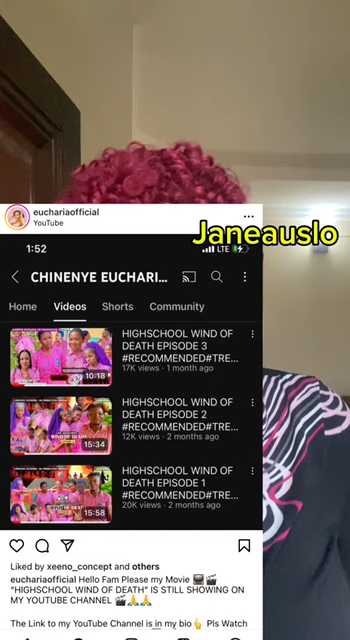 euchariaofficial
YouTube
Janeauslo
1:52
LTE
CHINENYE EUCHARI...
Home Videos Shorts Community
HIGHSCHOOL WIND OF
DEATH EPISODE 3
#RECOMMENDED#TRE...
17K views · 1 month ago
10:18
HIGHSCHOOL WIND OF
DEATH EPISODE 2
#RECOMMENDED#TRE...
12K views · 2 months ago
15:34
HIGHSCHOOL WIND OF
DEATH EPISODE 1
#RECOMMENDED#TRE...
20K views · 2 months ago
15:58
Liked by xeeno_concept and others
euchariaofficial Hello Fam Please my Movie 📺🎬
“HIGHSCHOOL WIND OF DEATH” IS STILL SHOWING ON
MY YOUTUBE CHANNEL 🎬🙏🙏
The Link to my YouTube Channel is in my bio👆 Pls Watch